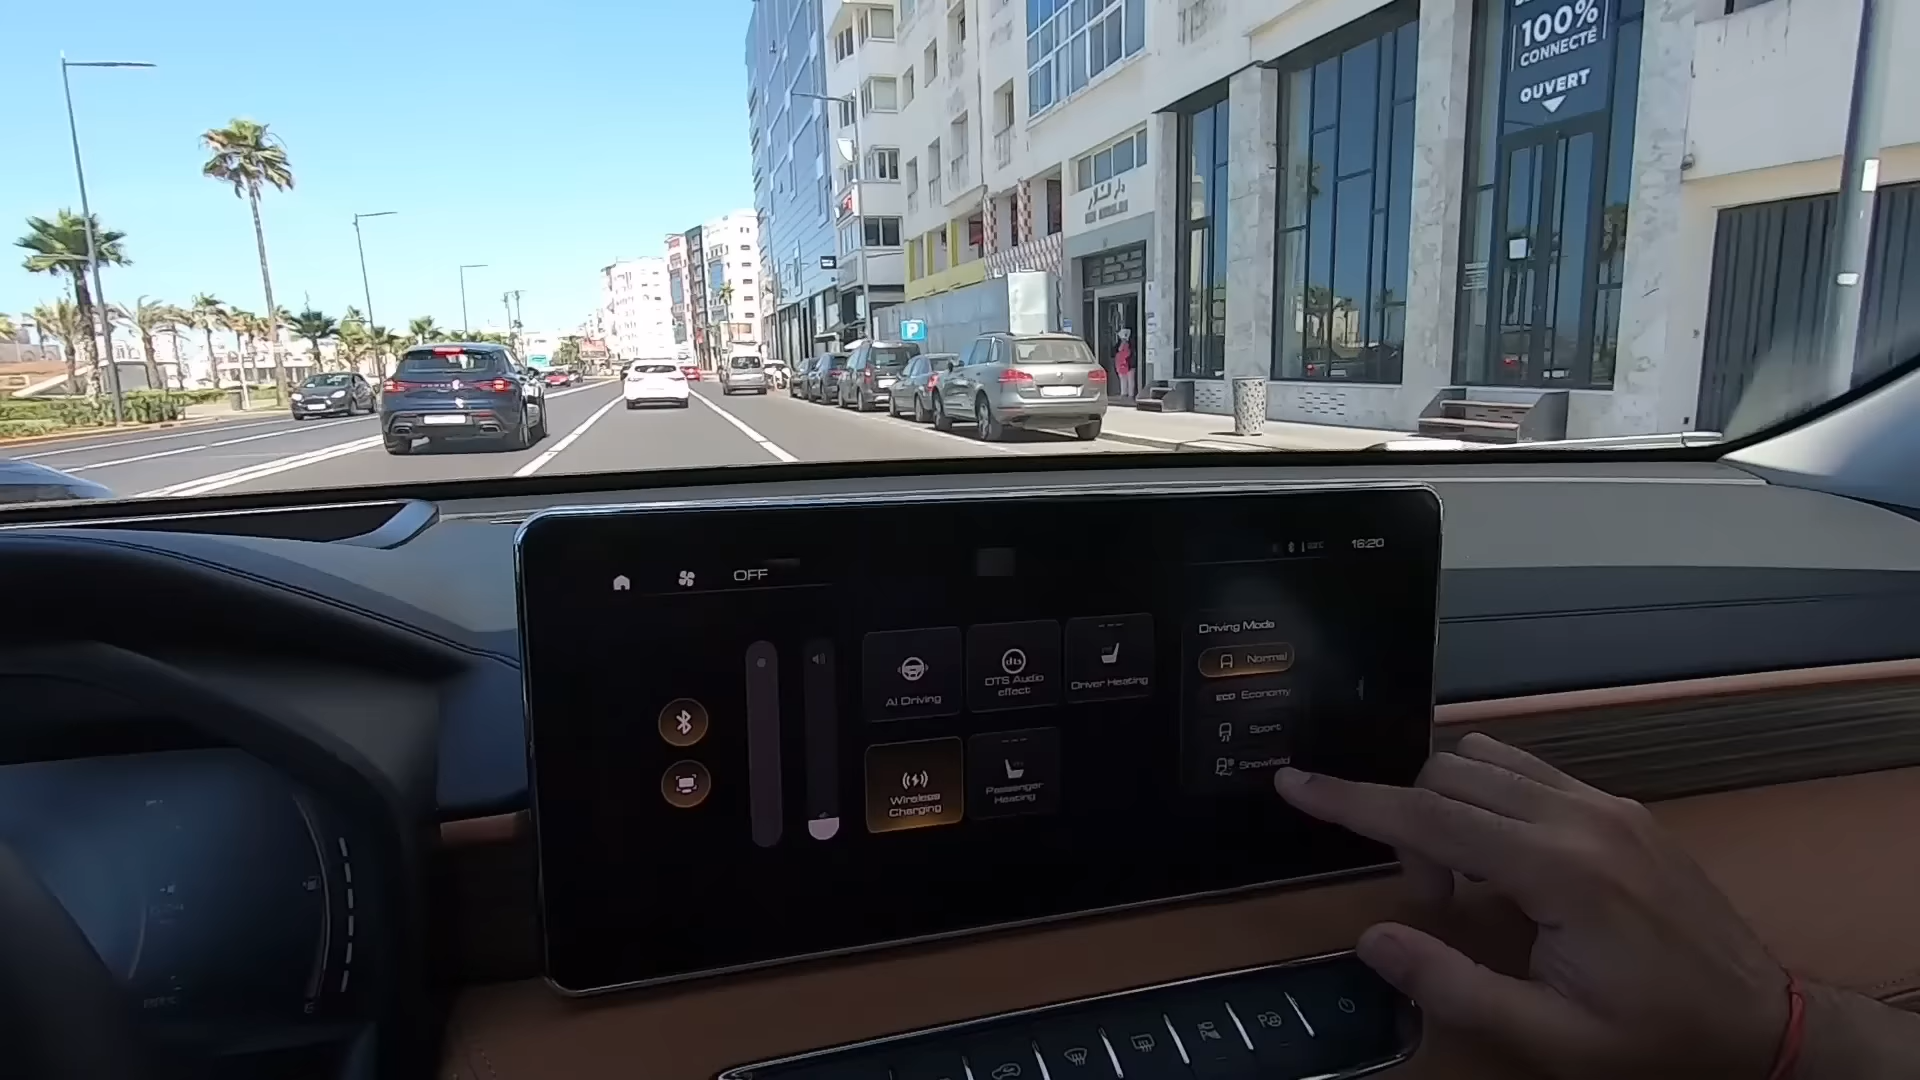 100%
CONNECTÉ
OUVERT
P
OFF
16:20
AI Driving
DTS Audio
effect
Driver Heating
Wireless
Charging
Passenger
Heating
Driving Mode
Normal
ECO Economy
Sport
Snowfield